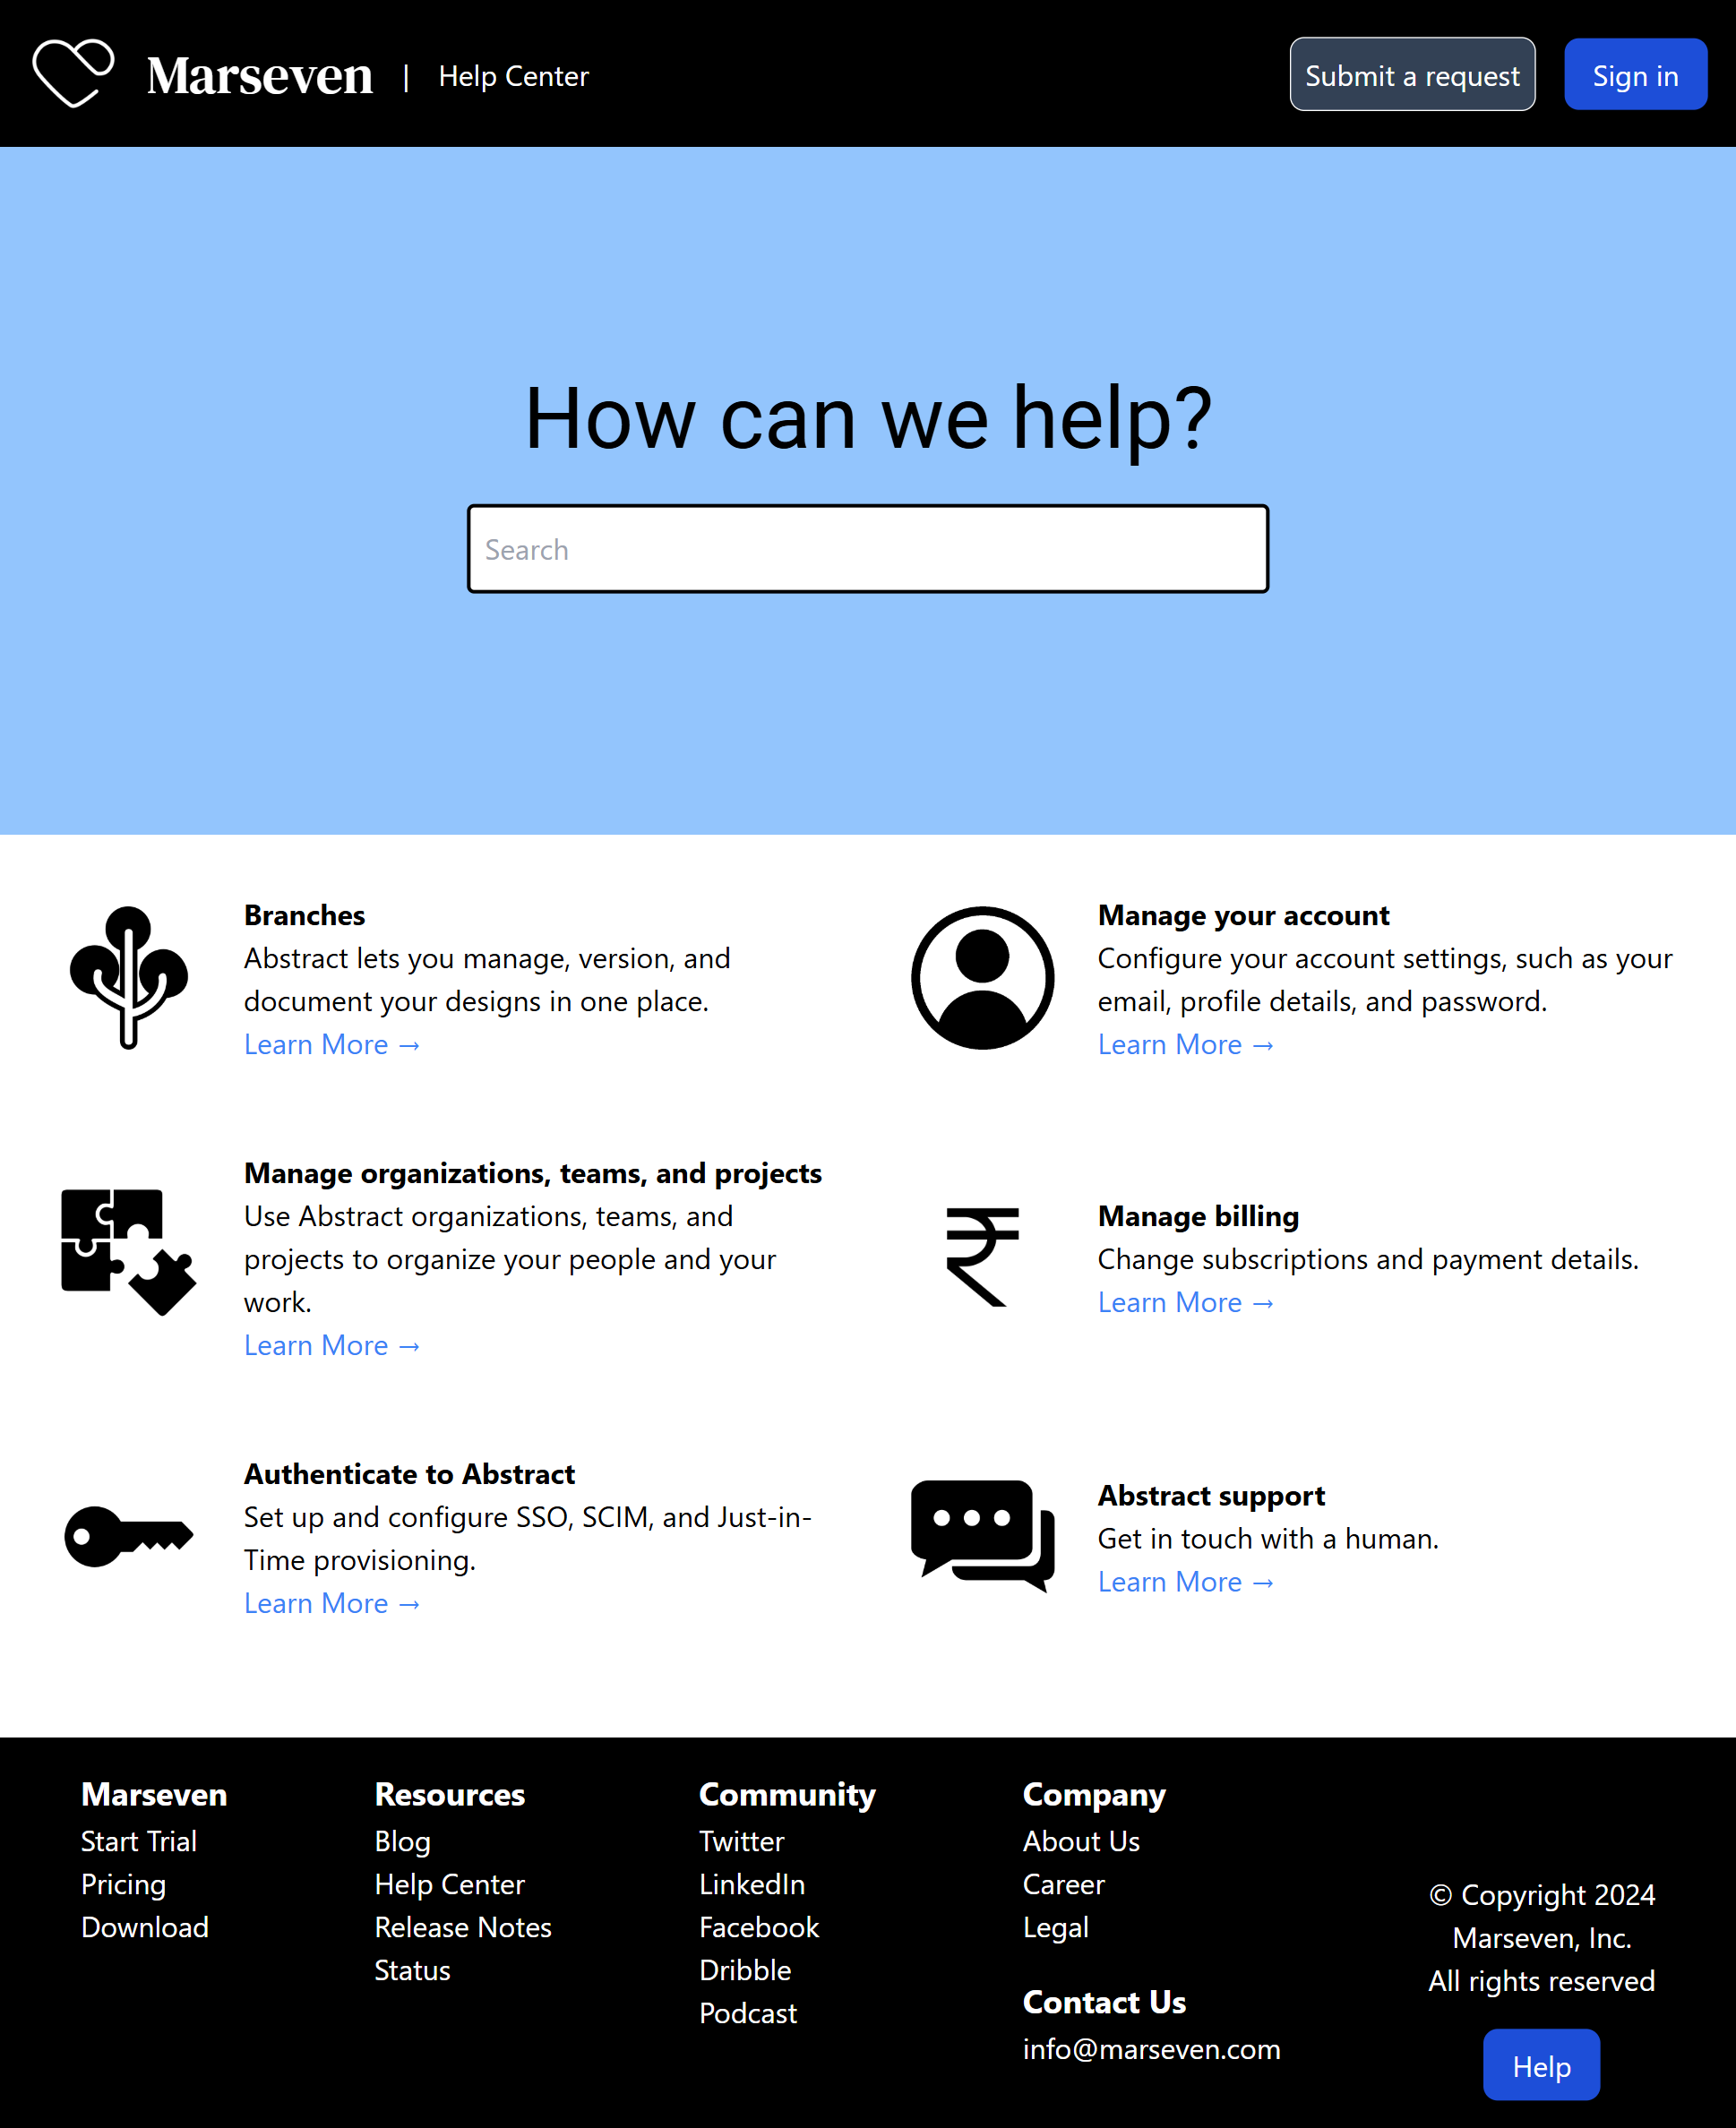 Marseven | Help Center
Submit a request
Sign in
How can we help?
Search
Branches
Abstract lets you manage, version, and
document your designs in one place.
Learn More →
Manage your account
Configure your account settings, such as your
email, profile details, and password.
Learn More →
Manage organizations, teams, and projects
Use Abstract organizations, teams, and
projects to organize your people and your
work.
Learn More →
₹
Manage billing
Change subscriptions and payment details.
Learn More →
Authenticate to Abstract
Set up and configure SSO, SCIM, and Just-in-
Time provisioning.
Learn More →
Abstract support
Get in touch with a human.
Learn More →
Marseven
Start Trial
Pricing
Download
Resources
Blog
Help Center
Release Notes
Status
Community
Twitter
LinkedIn
Facebook
Dribble
Podcast
Company
About Us
Career
Legal
Contact Us
info@marseven.com
© Copyright 2024
Marseven, Inc.
All rights reserved
Help